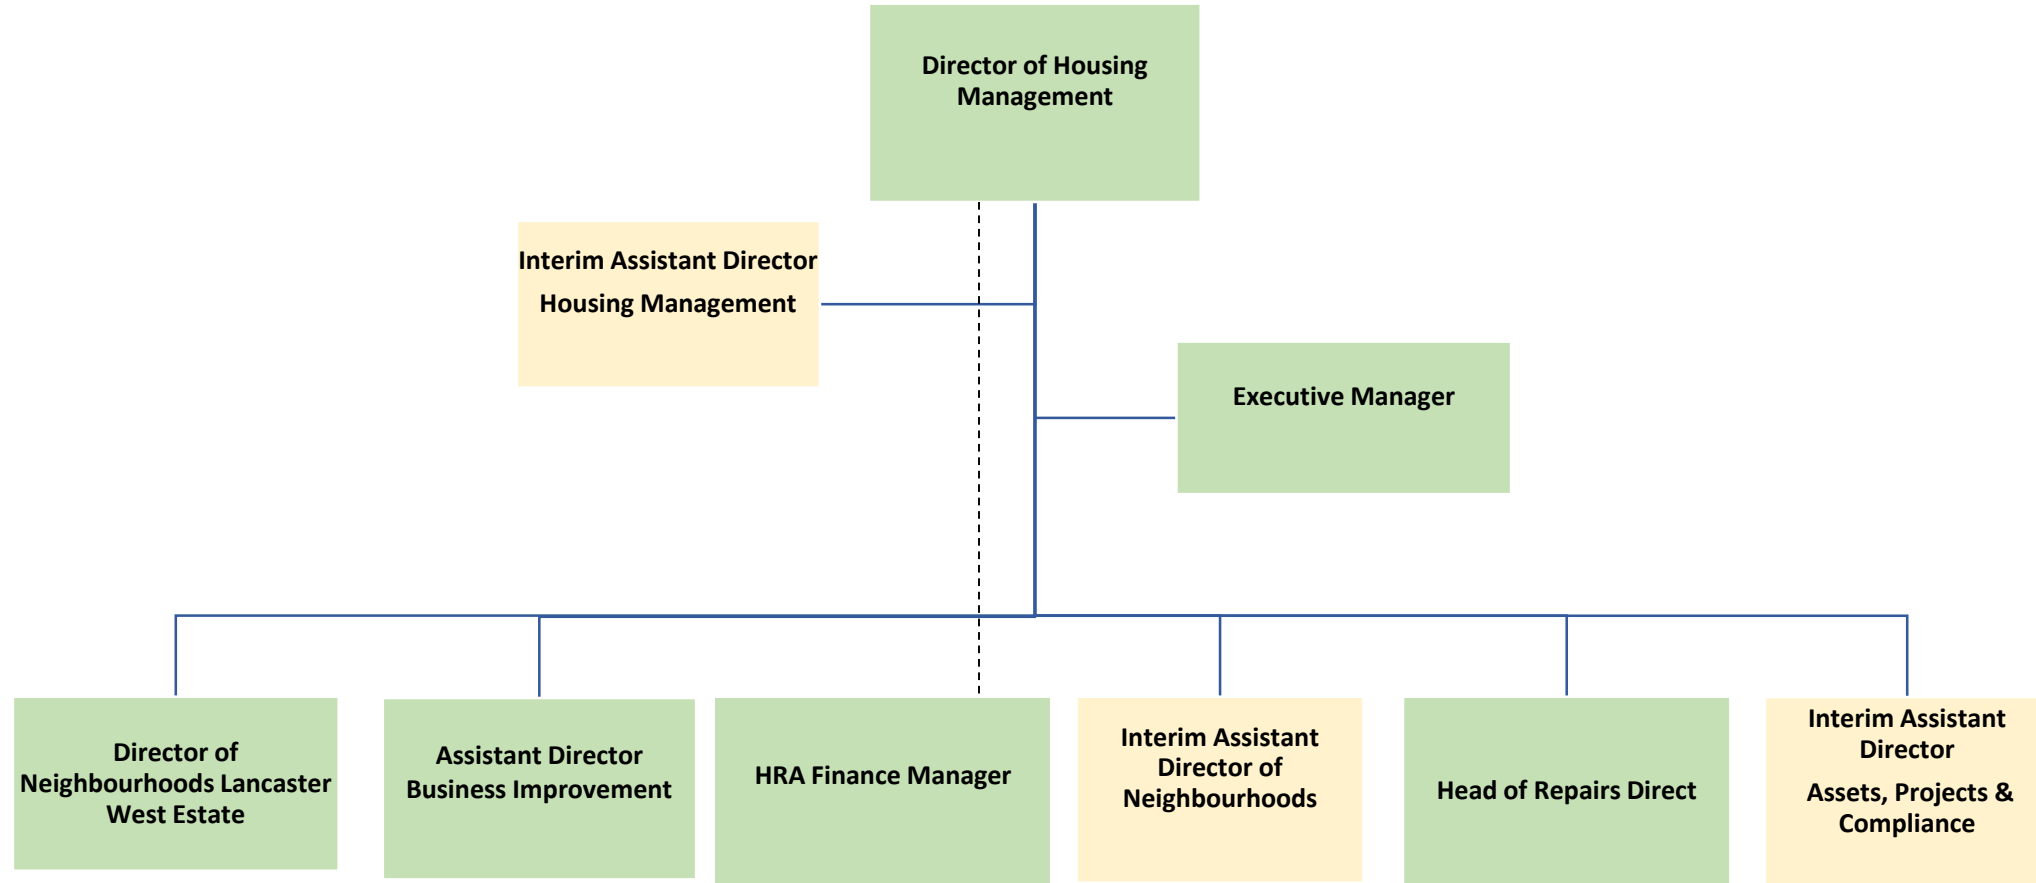 Director of Housing
Management
Interim Assistant Director
Housing Management
Executive Manager
Director of
Neighbourhoods Lancaster
West Estate
Assistant Director
Business Improvement
HRA Finance Manager
Interim Assistant
Director of
Neighbourhoods
Head of Repairs Direct
Interim Assistant
Director
Assets, Projects &
Compliance